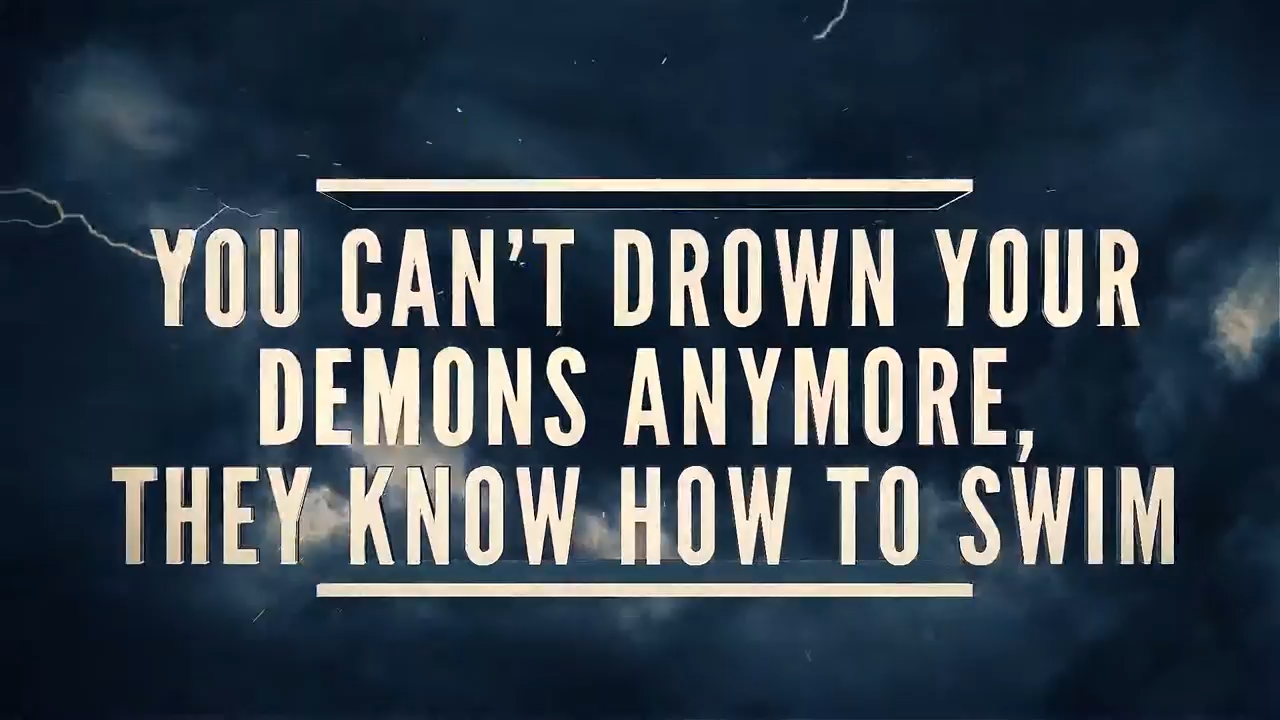 YOU CAN’T DROWN YOUR
DEMONS ANYMORE,
THEY KNOW HOW TO SWIM